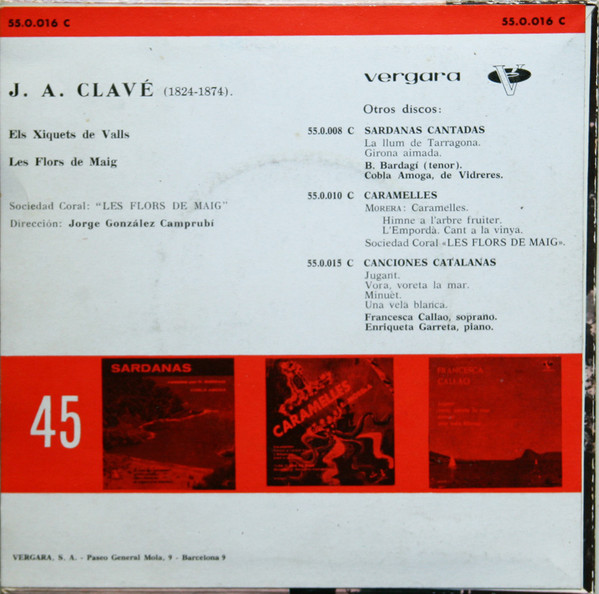 55.0.016 C
55.0.016 C
J. A. CLAVÉ (1824-1874).
Els Xiquets de Valls
Les Flors de Maig
Sociedad Coral: "LES FLORS DE MAIG"
Dirección: Jorge González Camprubí
vergara V
Otros discos:
55.0.008 C SARDANAS CANTADAS
La llum de Tarragona.
Girona aimada.
B. Bardagí (tenor).
Cobla Amoga, de Vidreres.
55.0.010 C CARAMELLES
MORERA: Caramelles.
Himne a l'arbre fruiter.
L'Empordà. Cant a la vinya.
Sociedad Coral «LES FLORS DE MAIG».
55.0.015 C CANCIONES CATALANAS
Jugant.
Vora, voreta la mar.
Minuèt.
Una velà blanca.
Francesca Callao, soprano.
Enriqueta Garreta, piano.
45
SARDANAS
CARAMELLES
FRANCESCA
CALLAO
VERGARA, S. A. - Paseo General Mola, 9 - Barcelona 9